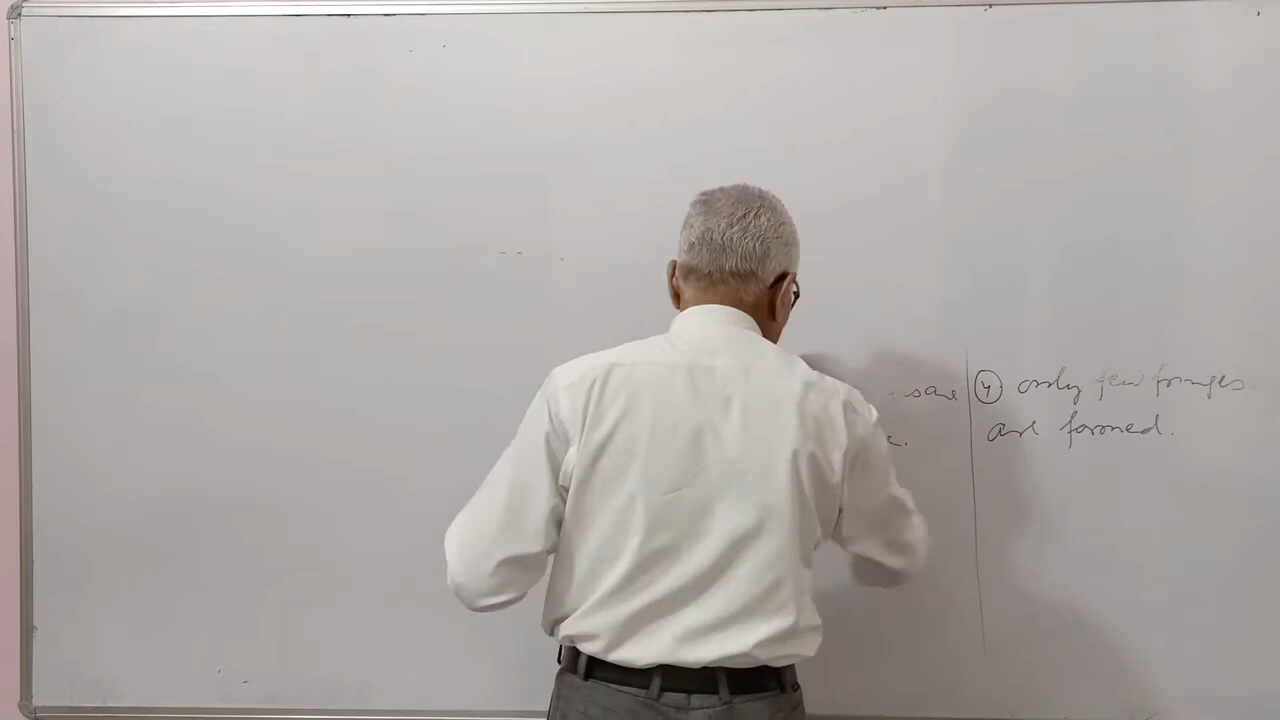 ④ only few fringes
are formed.